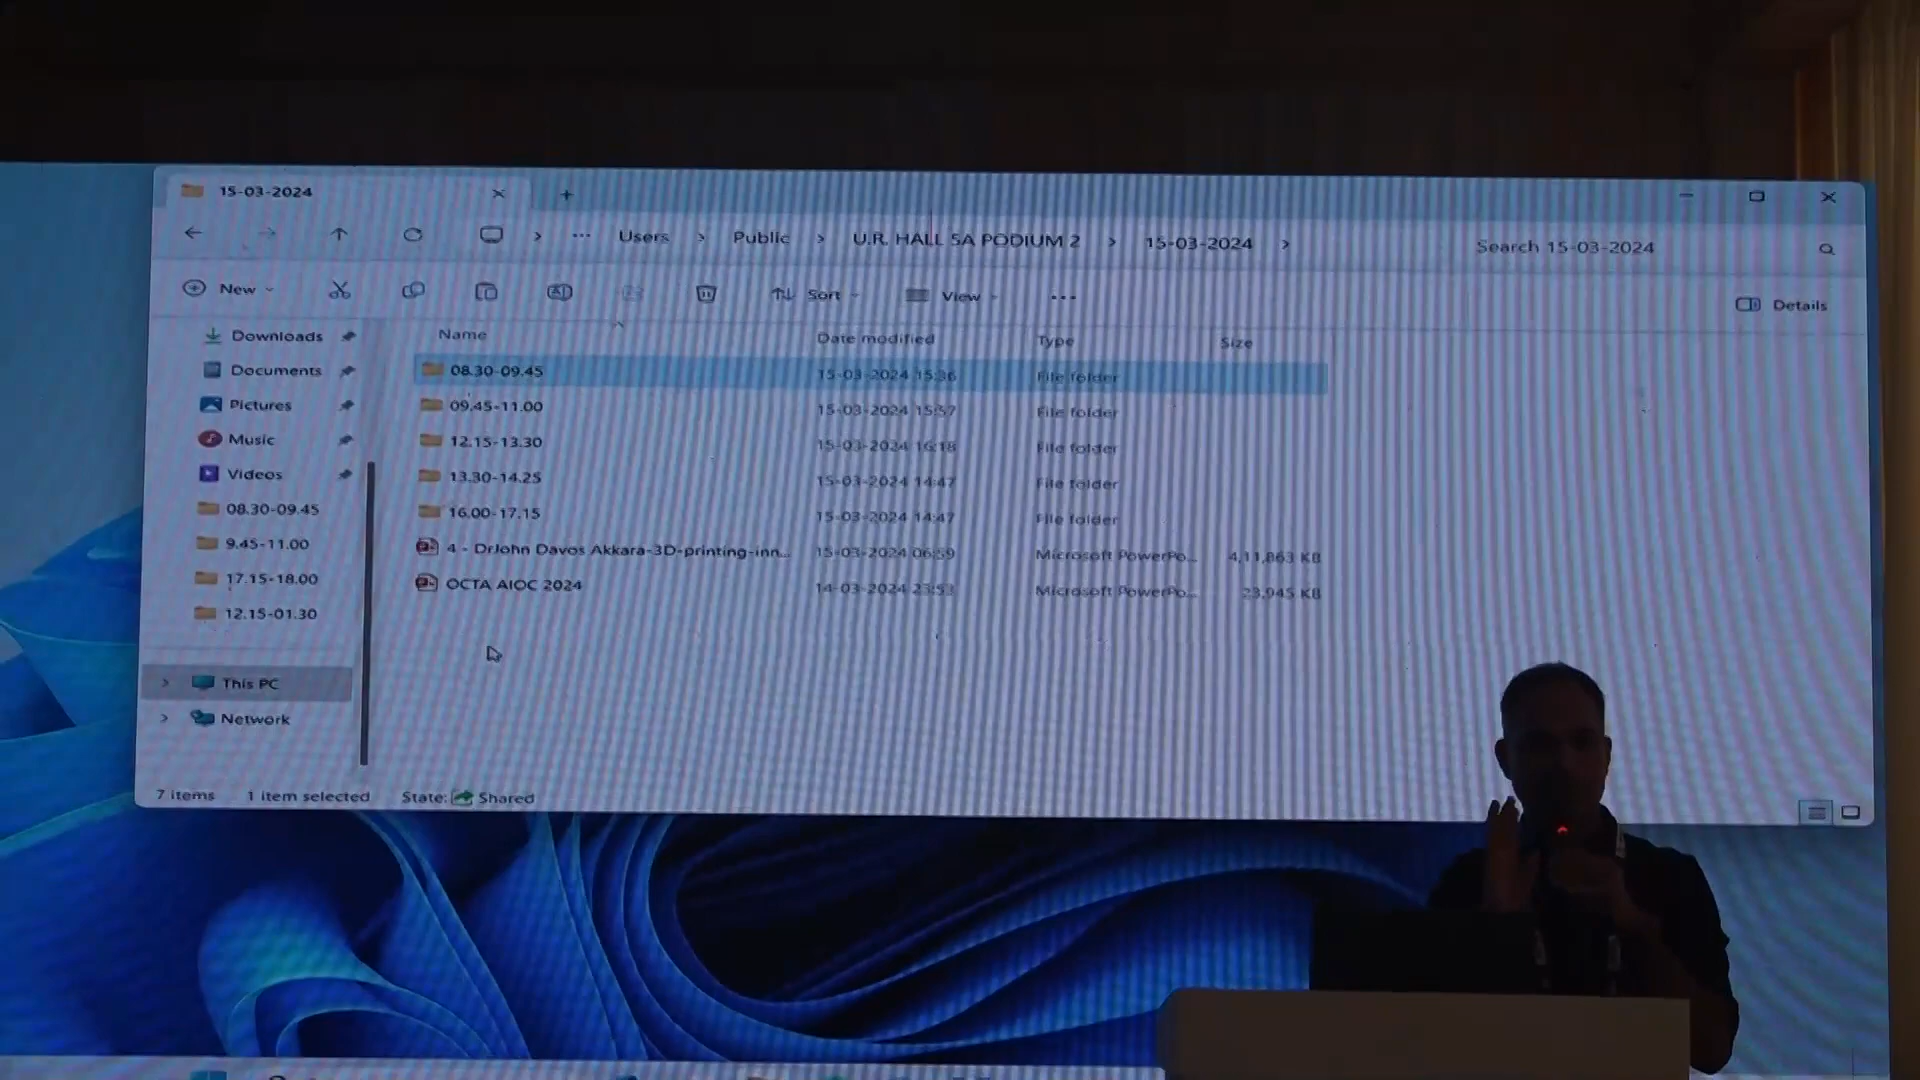 15-03-2024
Users > Public > U.R. HALL 5A PODIUM 2 > 15-03-2024 >
Search 15-03-2024
New
Sort
View
Details
Downloads
Documents
Pictures
Music
Videos
08.30-09.45
9.45-11.00
17.15-18.00
12.15-01.30
This PC
Network
Name Date modified Type Size
08.30-09.45 15-03-2024 15:36 File folder
09.45-11.00 15-03-2024 15:57 File folder
12.15-13.30 15-03-2024 16:18 File folder
13.30-14.25 15-03-2024 14:47 File folder
16.00-17.15 15-03-2024 14:47 File folder
4 - DrJohn Davos Akkara-3D-printing-inn... 15-03-2024 06:59 Microsoft PowerPo... 4,11,863 KB
OCTA AIOC 2024 14-03-2024 23:53 Microsoft PowerPo... 23,945 KB
7 items 1 item selected State: Shared